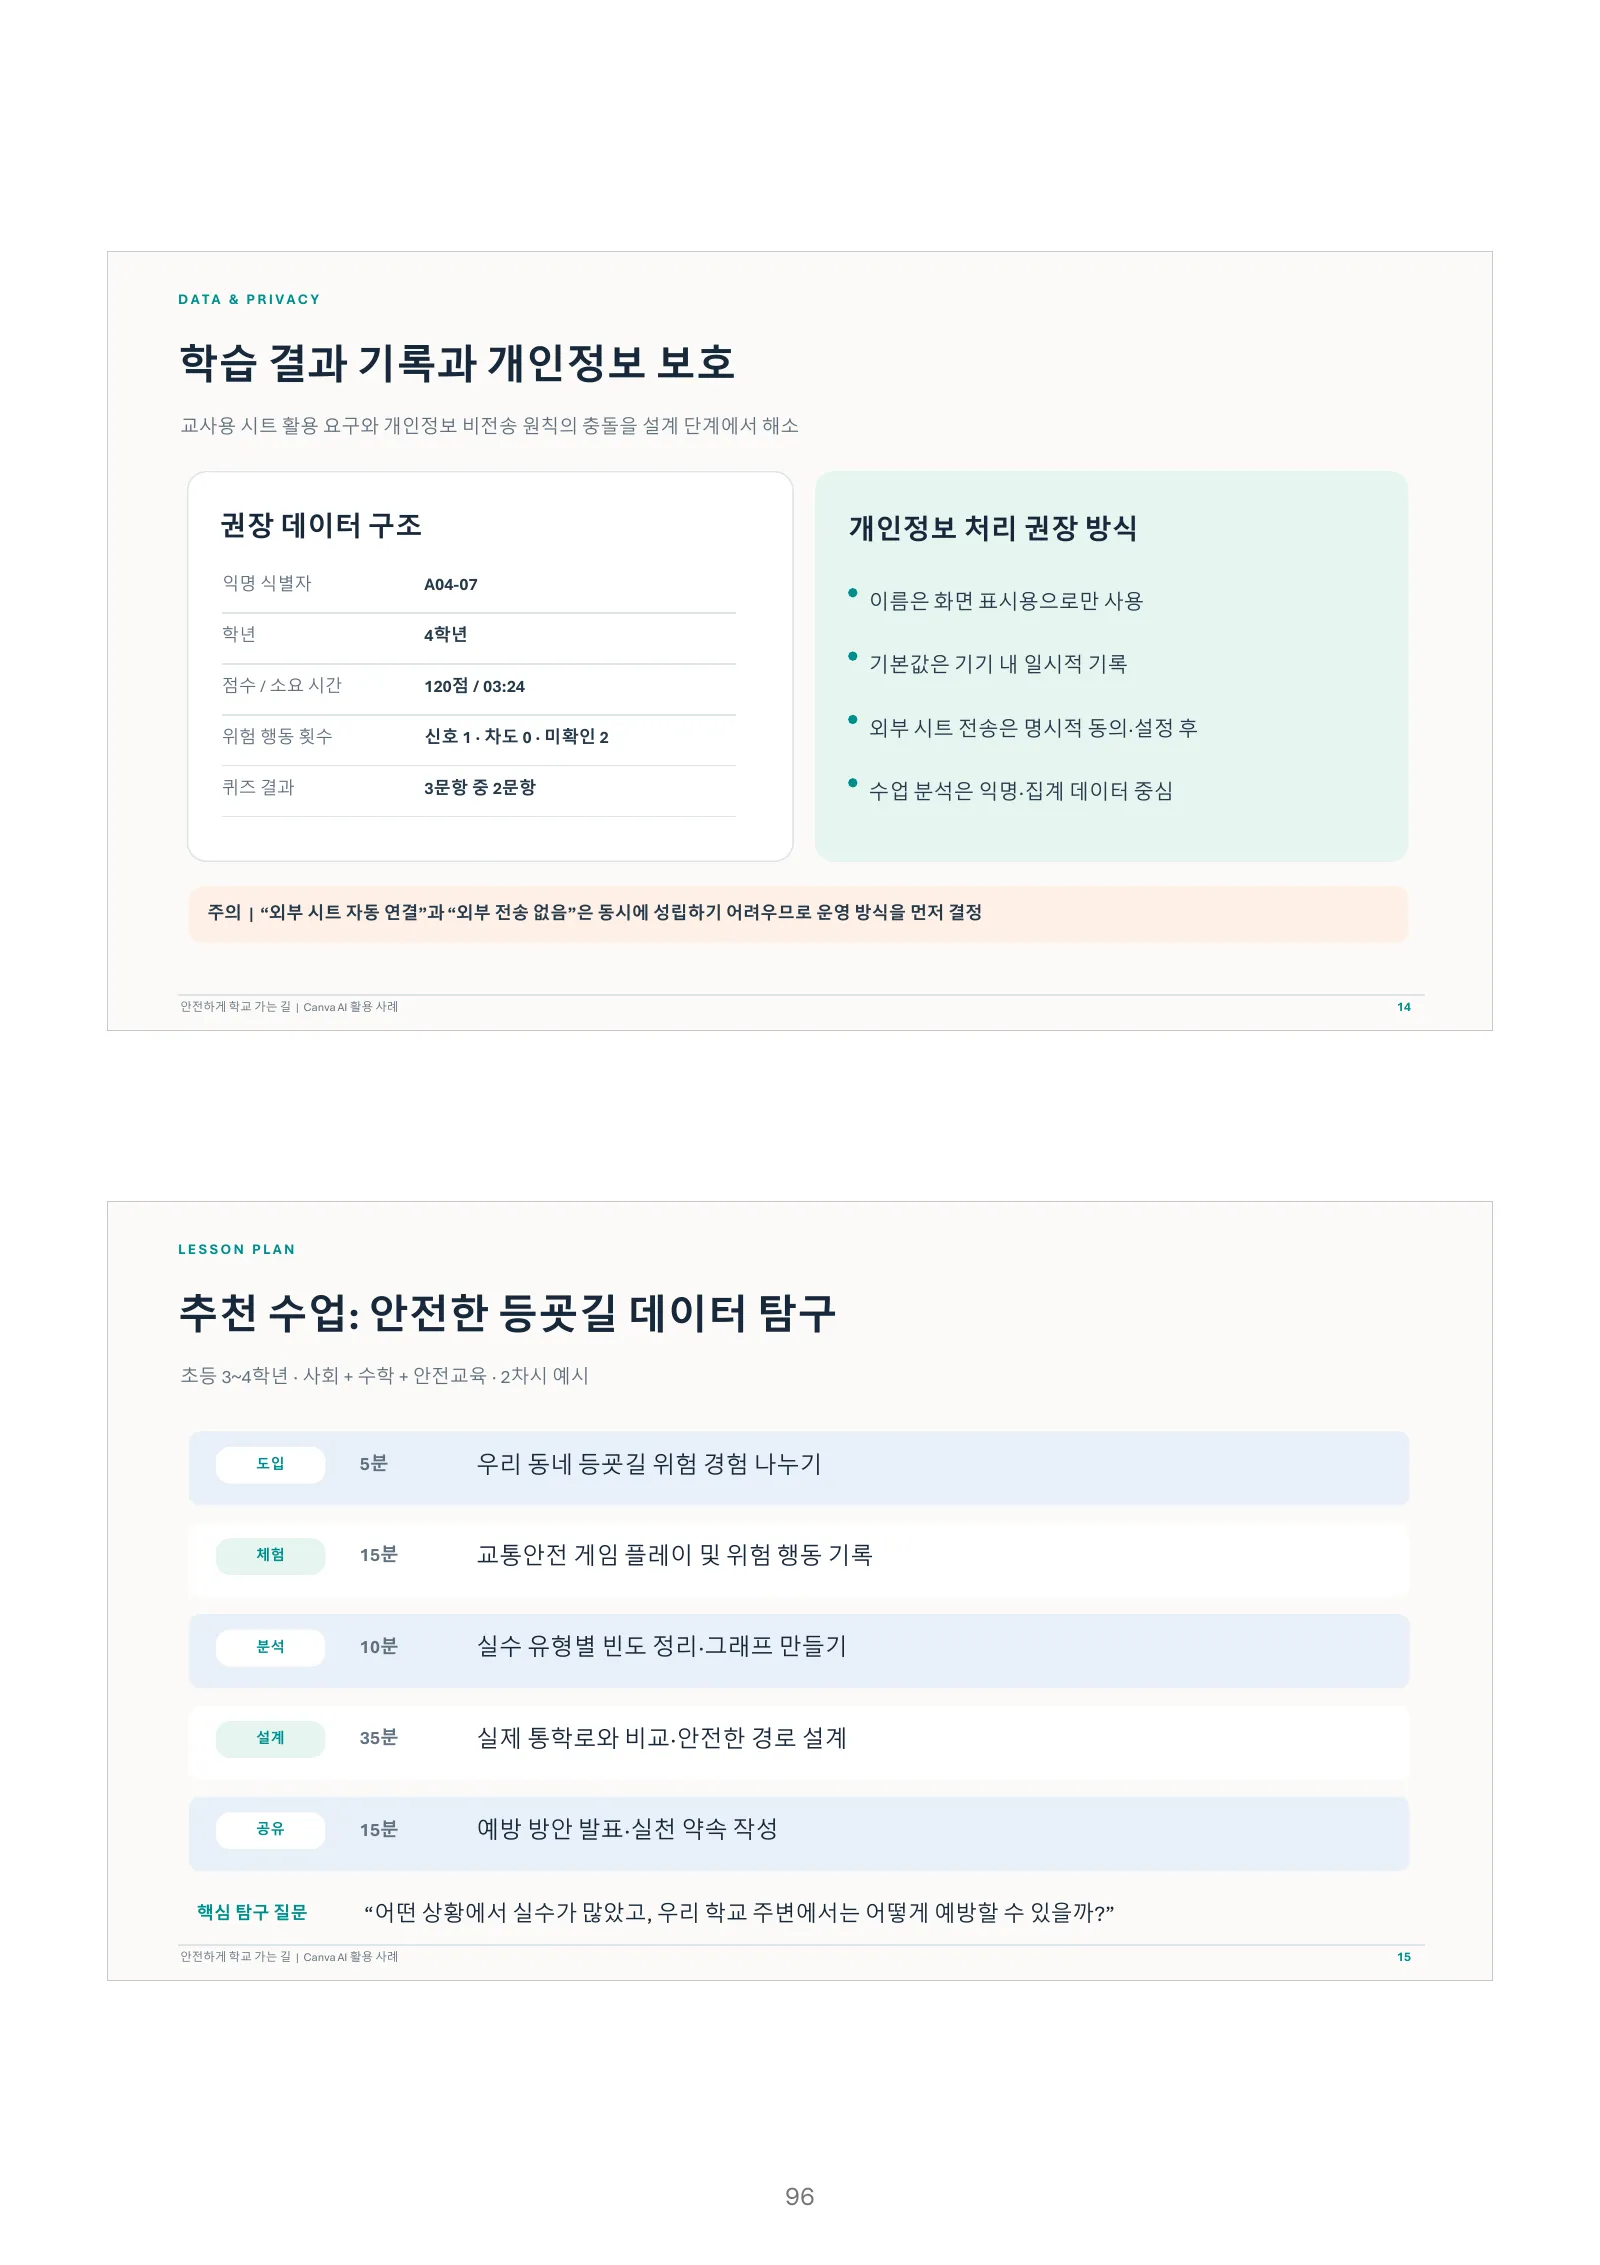 DATA & PRIVACY
학습 결과 기록과 개인정보 보호
교사용 시트 활용 요구와 개인정보 비전송 원칙의 충돌을 설계 단계에서 해소
권장 데이터 구조
익명 식별자 A04-07
학년 4학년
점수 / 소요 시간 120점 / 03:24
위험 행동 횟수 신호 1 · 차도 0 · 미확인 2
퀴즈 결과 3문항 중 2문항
개인정보 처리 권장 방식
• 이름은 화면 표시용으로만 사용
• 기본값은 기기 내 일시적 기록
• 외부 시트 전송은 명시적 동의·설정 후
• 수업 분석은 익명·집계 데이터 중심
주의 | “외부 시트 자동 연결”과 “외부 전송 없음”은 동시에 성립하기 어려우므로 운영 방식을 먼저 결정
안전하게 학교 가는 길 | Canva AI 활용 사례 14
LESSON PLAN
추천 수업: 안전한 등굣길 데이터 탐구
초등 3~4학년 · 사회 + 수학 + 안전교육 · 2차시 예시
도입 5분 우리 동네 등굣길 위험 경험 나누기
체험 15분 교통안전 게임 플레이 및 위험 행동 기록
분석 10분 실수 유형별 빈도 정리·그래프 만들기
설계 35분 실제 통학로와 비교·안전한 경로 설계
공유 15분 예방 방안 발표·실천 약속 작성
핵심 탐구 질문 “어떤 상황에서 실수가 많았고, 우리 학교 주변에서는 어떻게 예방할 수 있을까?”
안전하게 학교 가는 길 | Canva AI 활용 사례 15
96